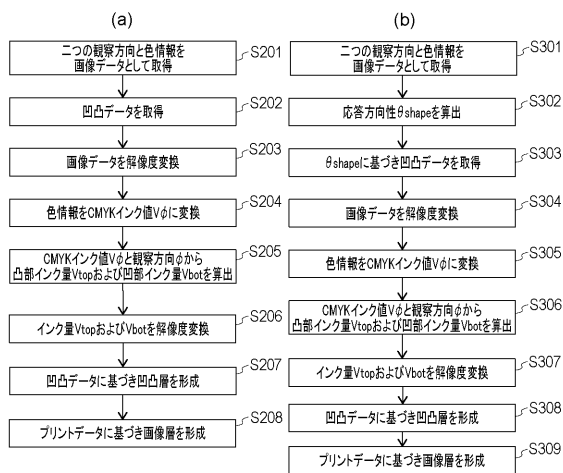 (a)
二つの観察方向と色情報を
画像データとして取得
S201
凹凸データを取得
S202
画像データを解像度変換
S203
色情報をCMYKインク値Vφに変換
S204
CMYKインク値Vφと観察方向φから
凸部インク量Vtopおよび凹部インク量Vbotを算出
S205
インク量VtopおよびVbotを解像度変換
S206
凹凸データに基づき凹凸層を形成
S207
プリントデータに基づき画像層を形成
S208
(b)
二つの観察方向と色情報を
画像データとして取得
S301
応答方向性θshapeを算出
S302
θshapeに基づき凹凸データを取得
S303
画像データを解像度変換
S304
色情報をCMYKインク値Vφに変換
S305
CMYKインク値Vφと観察方向φから
凸部インク量Vtopおよび凹部インク量Vbotを算出
S306
インク量VtopおよびVbotを解像度変換
S307
凹凸データに基づき凹凸層を形成
S308
プリントデータに基づき画像層を形成
S309